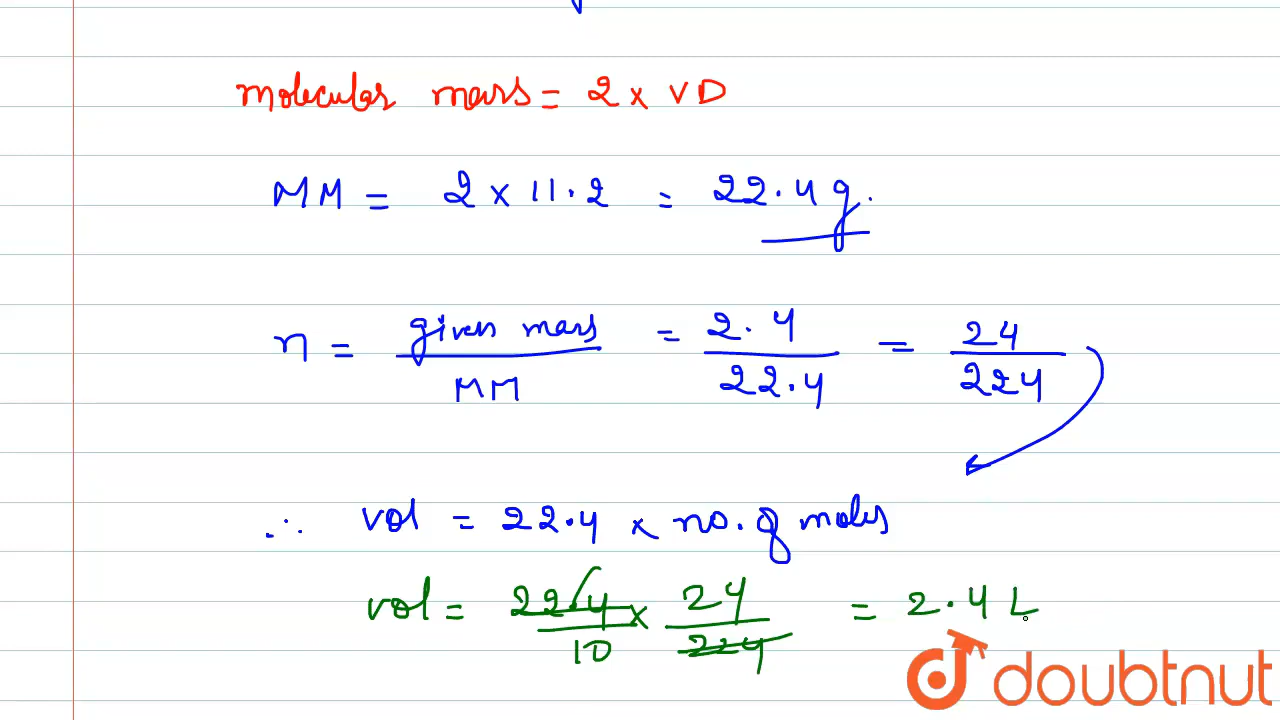 molecular mass = 2 × VD
MM = 2 × 11.2 = 22.4 g.
n = given mass / MM = 2.4 / 22.4 = 24 / 224
∴ vol = 22.4 × no. of moles
vol = 22.4 / 10 × 24 / 224 = 2.4 L
doubtnut